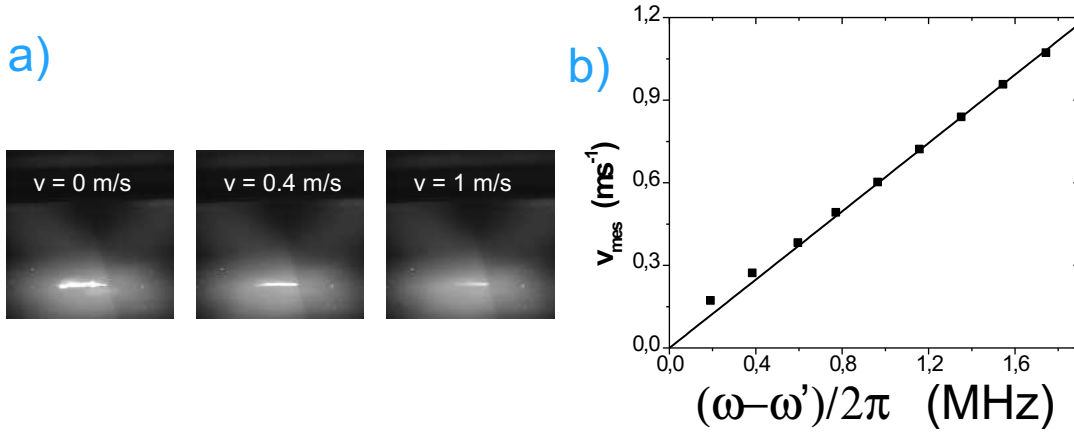 a)
v = 0 m/s
v = 0.4 m/s
v = 1 m/s
b)
1,2
0,9
0,6
0,3
0,0
v_mes (ms⁻¹)
0,0 0,4 0,8 1,2 1,6
(ω−ω’)/2π (MHz)